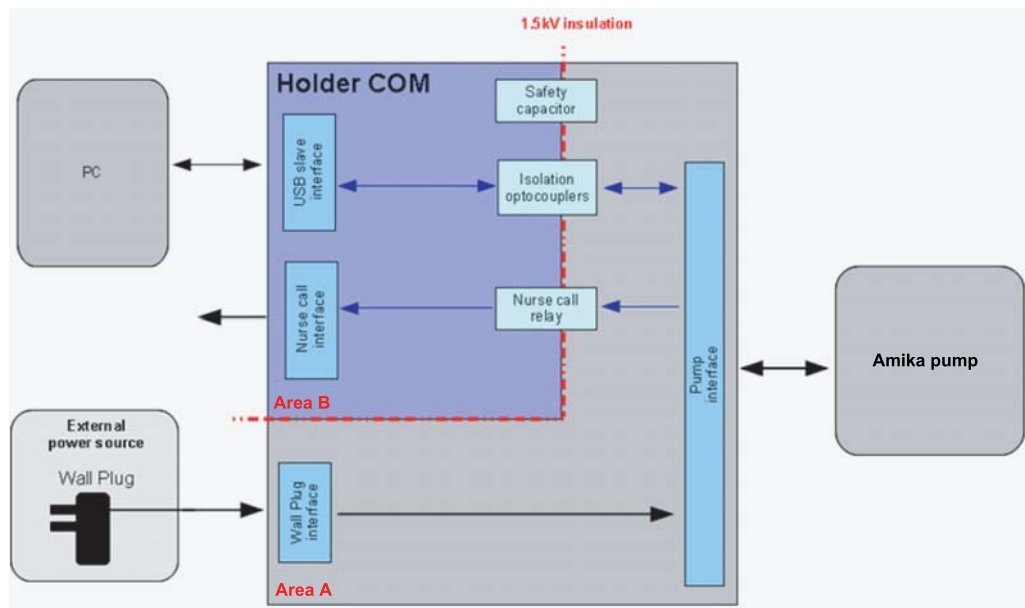 1.5kV insulation
Holder COM
Safety
capacitor
PC
USB slave
interface
Isolation
optocouplers
Nurse call
interface
Nurse call
relay
Pump
interface
Amika pump
Area B
External
power source
Wall Plug
Wall Plug
interface
Area A